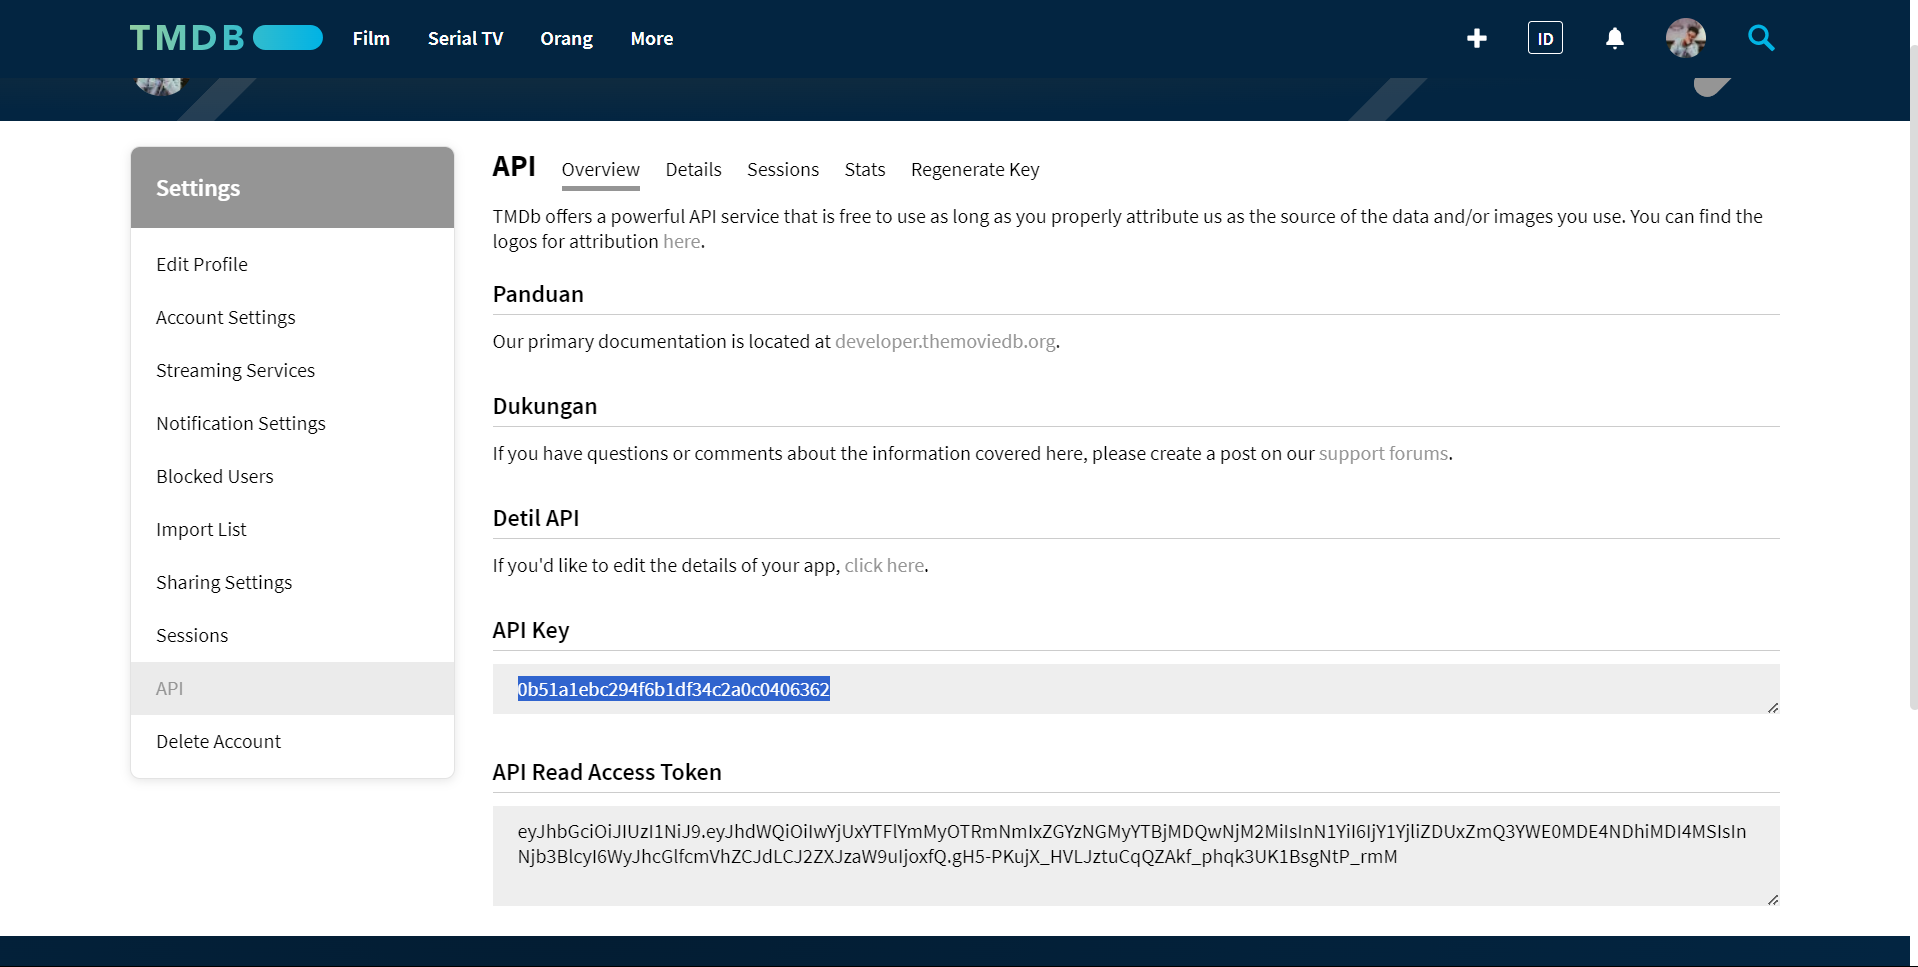 TMDB Film Serial TV Orang More ID
Settings
Edit Profile
Account Settings
Streaming Services
Notification Settings
Blocked Users
Import List
Sharing Settings
Sessions
API
Delete Account
API Overview Details Sessions Stats Regenerate Key
TMDb offers a powerful API service that is free to use as long as you properly attribute us as the source of the data and/or images you use. You can find the
logos for attribution here.
Panduan
Our primary documentation is located at developer.themoviedb.org.
Dukungan
If you have questions or comments about the information covered here, please create a post on our support forums.
Detil API
If you'd like to edit the details of your app, click here.
API Key
0b51a1ebc294f6b1df34c2a0c0406362
API Read Access Token
eyJhbGciOiJIUzI1NiJ9.eyJhdWQiOiIwYjUxYTFlYmMyOTRmNmIxZGYzNGMyYTBjMDQwNjM2MiIsInN1YiI6IjY1YjliZDUxZmQ3YWE0MDE4NDhiMDI4MSIsIn
Njb3BlcyI6WyJhcGlfcmVhZCJdLCJ2ZXJzaW9uIjoxfQ.gH5-PKujX_HVLJztuCqQZAkf_phqk3UK1BsgNtP_rmM